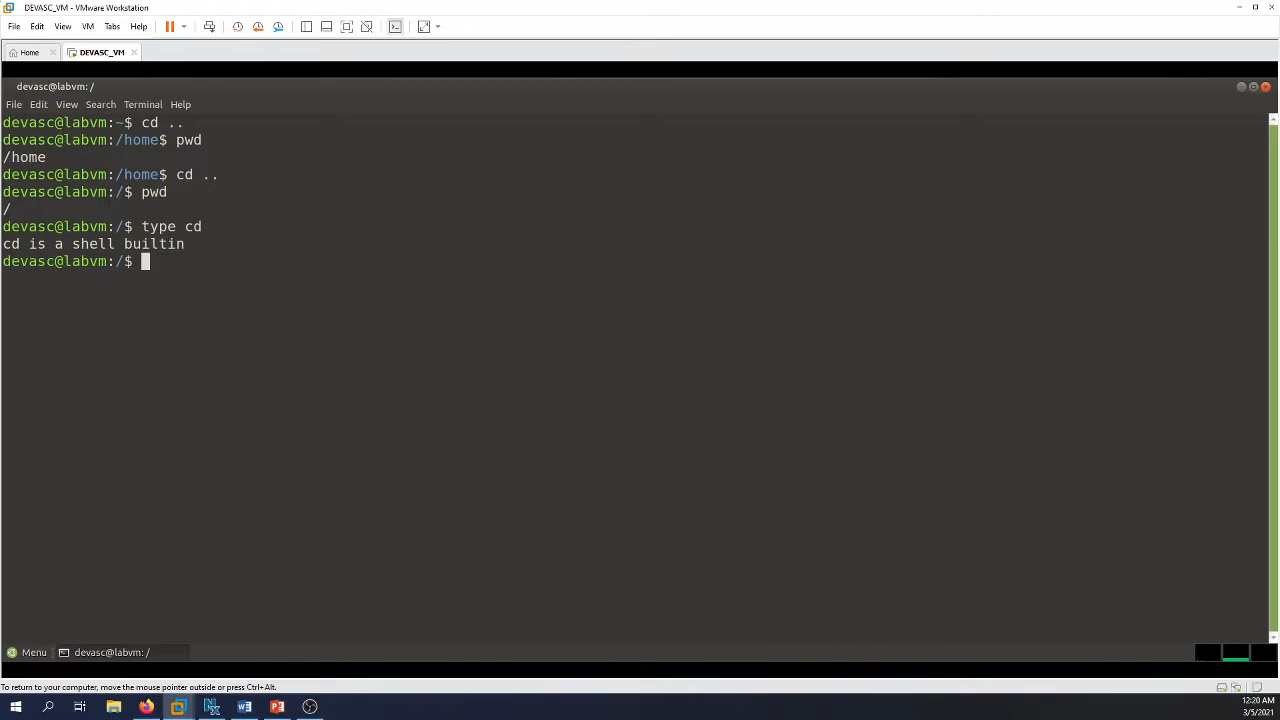 DEVASC_VM - VMware Workstation
File Edit View VM Tabs Help
Home DEVASC_VM
devasc@labvm: /
File Edit View Search Terminal Help
devasc@labvm:~$ cd ..
devasc@labvm:/home$ pwd
/home
devasc@labvm:/home$ cd ..
devasc@labvm:/$ pwd
/
devasc@labvm:/$ type cd
cd is a shell builtin
devasc@labvm:/$
Menu devasc@labvm: /
To return to your computer, move the mouse pointer outside or press Ctrl+Alt.
12:20 AM
3/5/2021